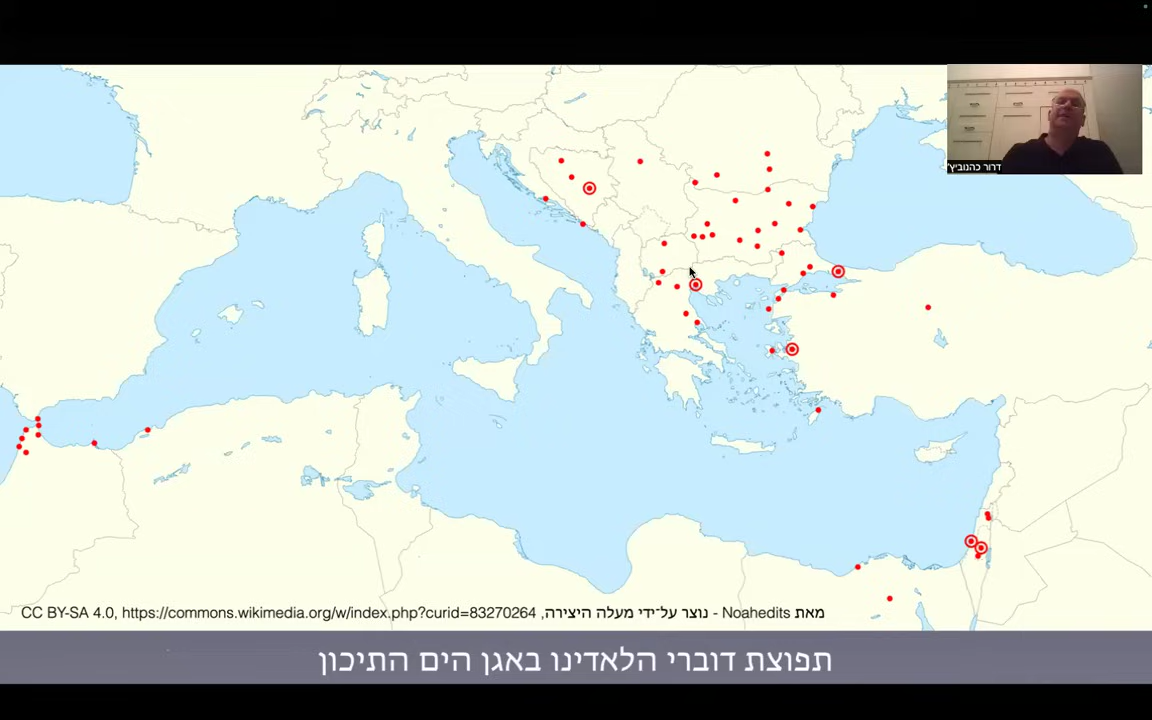 דרור כהנוביץ'
מאת Noahedits - נוצר על־ידי מעלה היצירה, CC BY-SA 4.0, https://commons.wikimedia.org/w/index.php?curid=83270264
תפוצת דוברי הלאדינו באגן הים התיכון